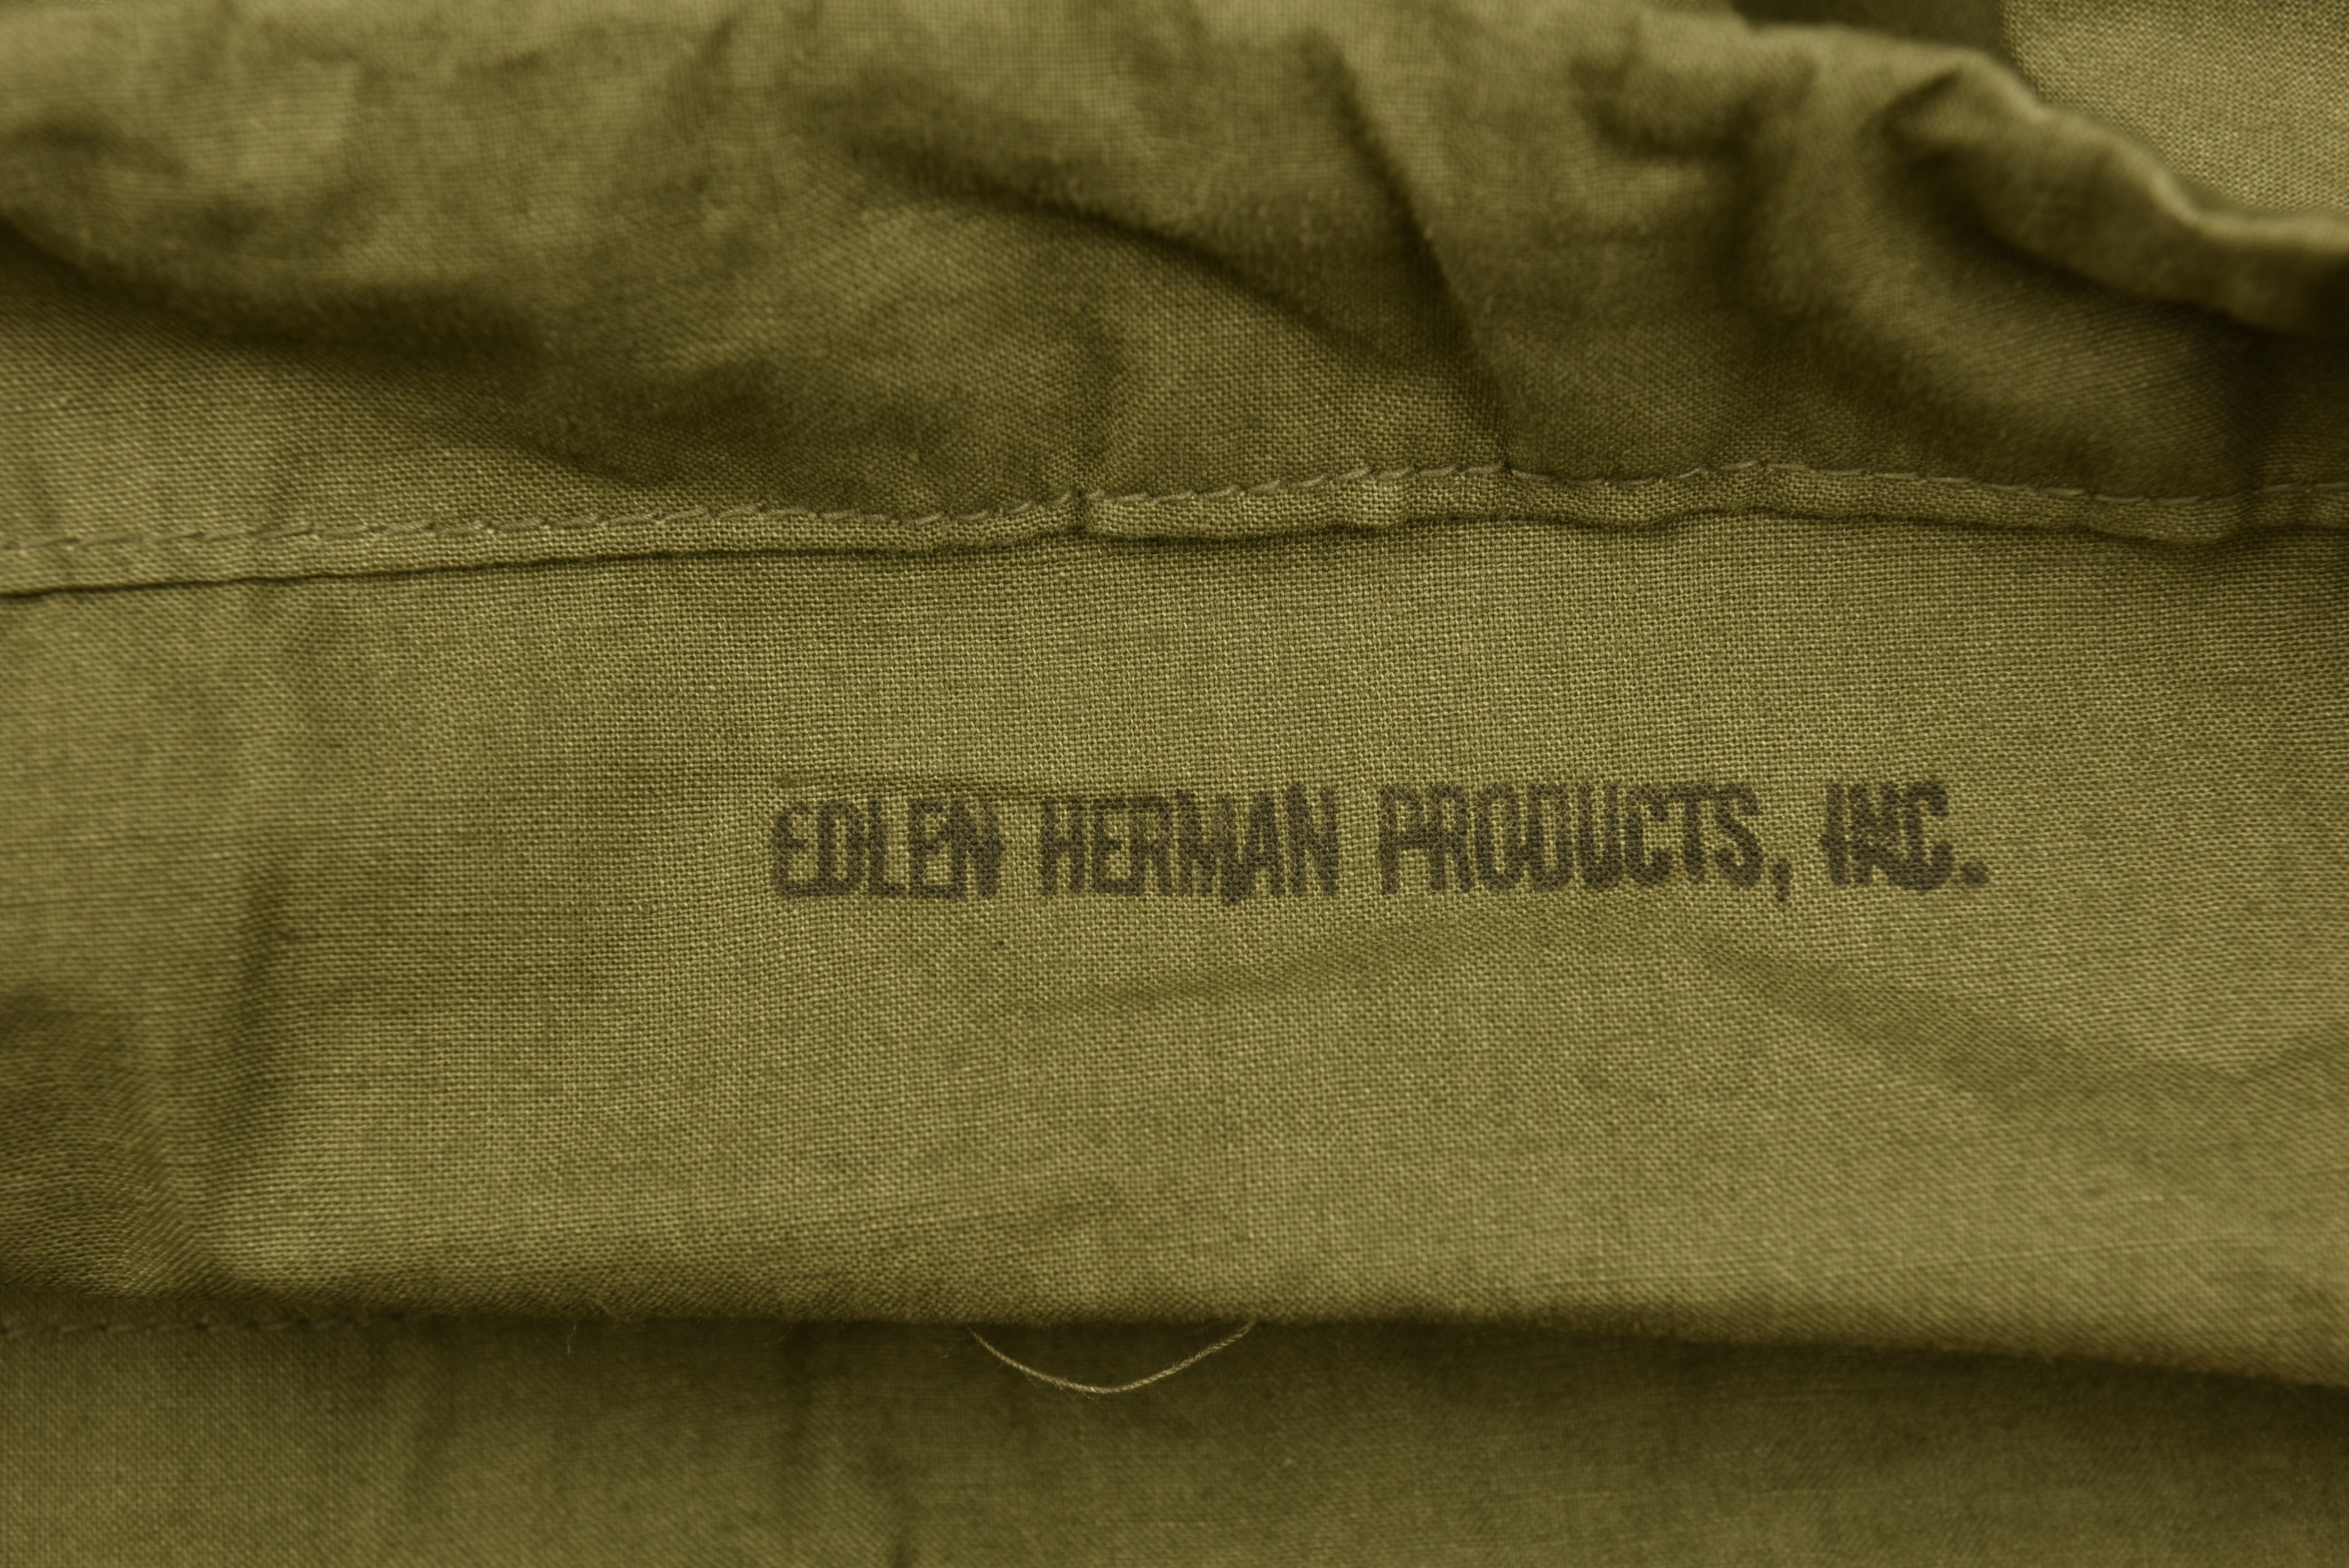 EDLEN HERMAN PRODUCTS, INC.